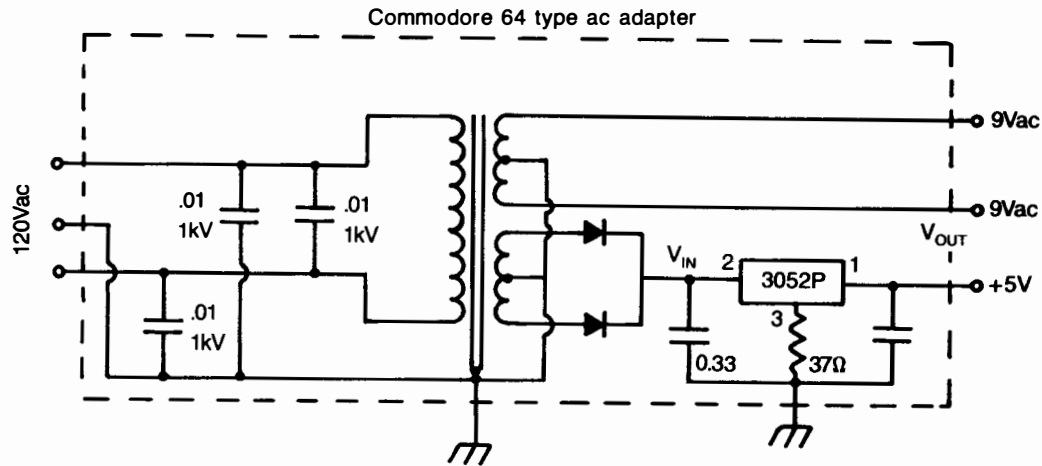 Commodore 64 type ac adapter
120Vac
.01
1kV
.01
1kV
.01
1kV
9Vac
9Vac
VOUT
+5V
VIN
2
3052P
1
3
0.33
37Ω